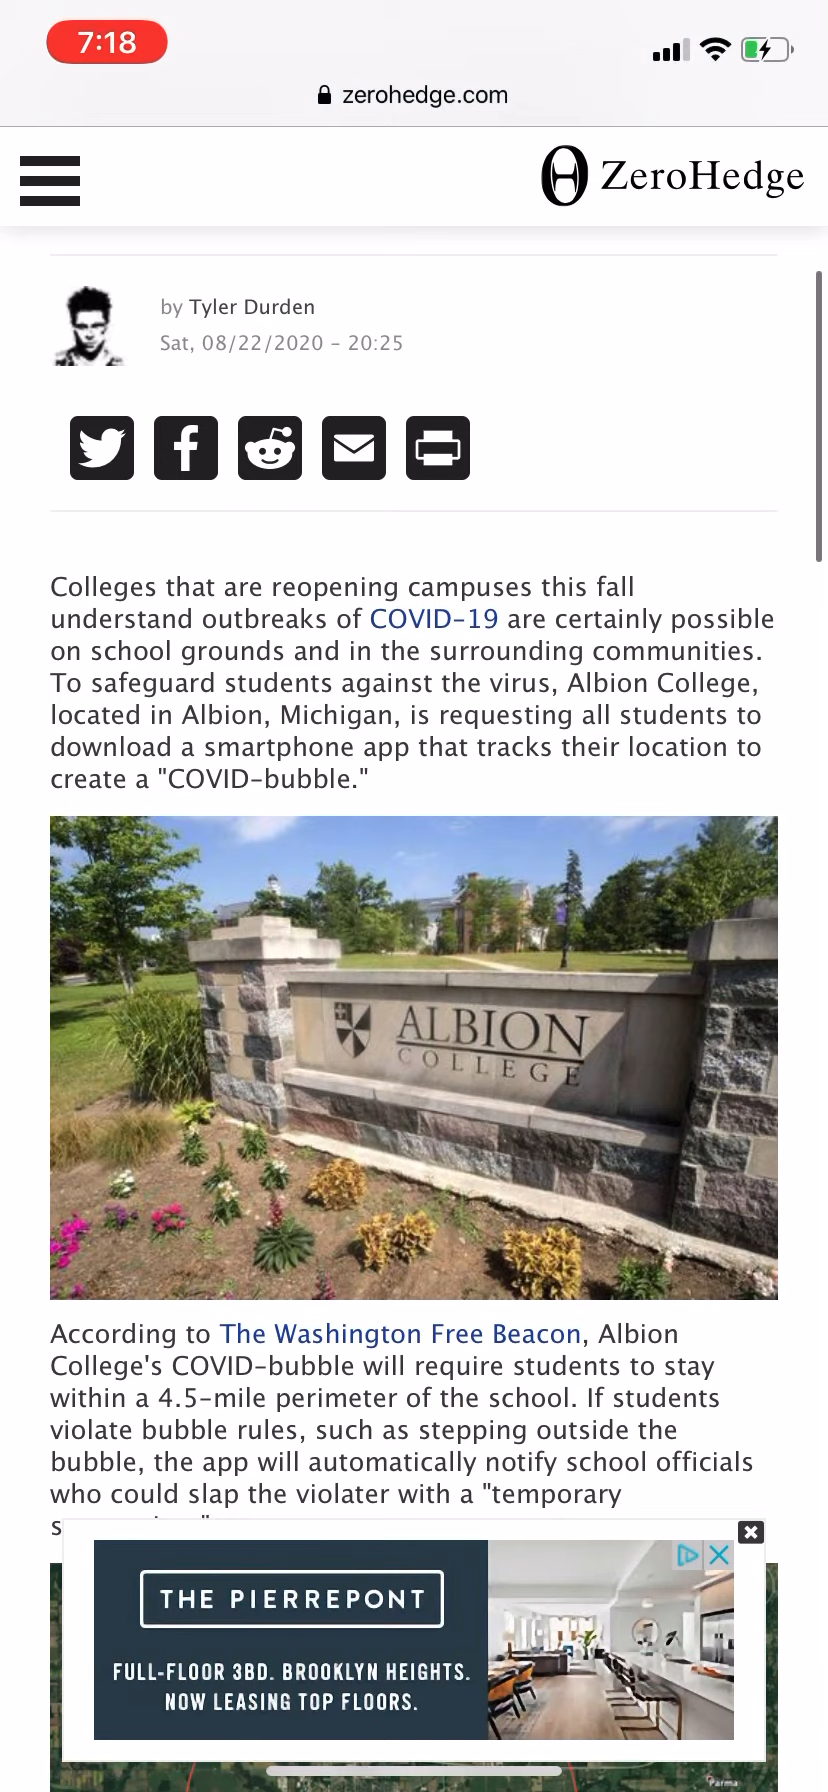 7:18
zerohedge.com
ZeroHedge
by Tyler Durden
Sat, 08/22/2020 - 20:25
Colleges that are reopening campuses this fall
understand outbreaks of COVID-19 are certainly possible
on school grounds and in the surrounding communities.
To safeguard students against the virus, Albion College,
located in Albion, Michigan, is requesting all students to
download a smartphone app that tracks their location to
create a "COVID-bubble."
ALBION
COLLEGE
According to The Washington Free Beacon, Albion
College's COVID-bubble will require students to stay
within a 4.5-mile perimeter of the school. If students
violate bubble rules, such as stepping outside the
bubble, the app will automatically notify school officials
who could slap the violater with a "temporary
THE PIERREPONT
FULL-FLOOR 3BD. BROOKLYN HEIGHTS.
NOW LEASING TOP FLOORS.
Parma